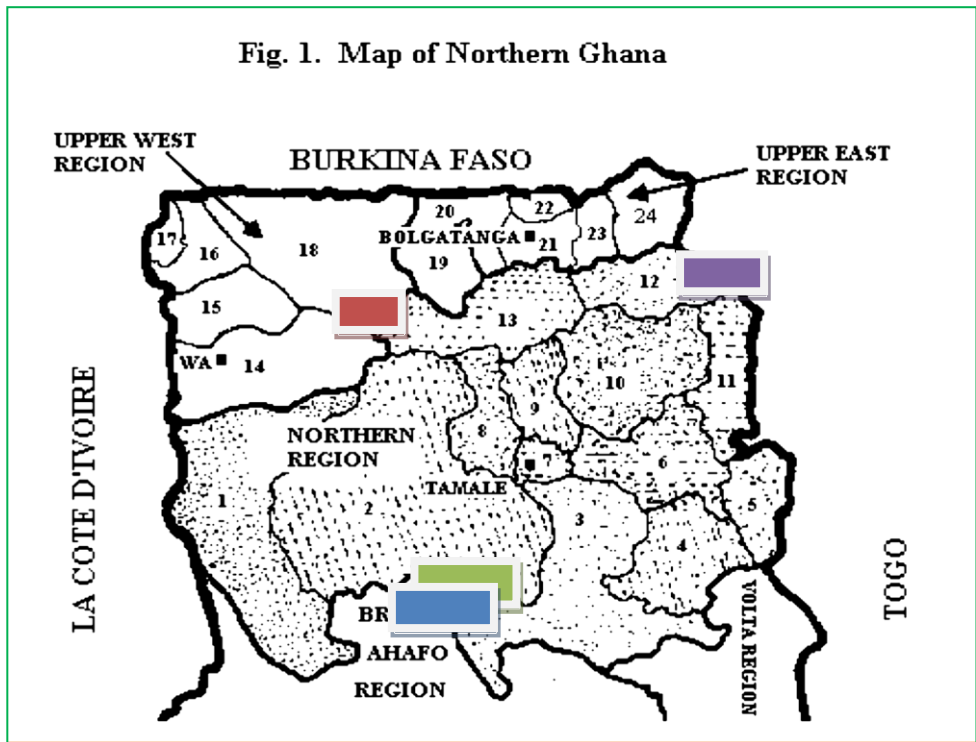 Fig. 1. Map of Northern Ghana
UPPER WEST
REGION
BURKINA FASO
UPPER EAST
REGION
17
16
18
20
22
BOLGATANGA
21
23
24
19
15
12
13
WA
14
10
11
9
NORTHERN
REGION
8
7
6
TAMALE
LA COTE D'IVOIRE
1
2
3
5
4
TOGO
VOLTA REGION
BR
AHAFO
REGION